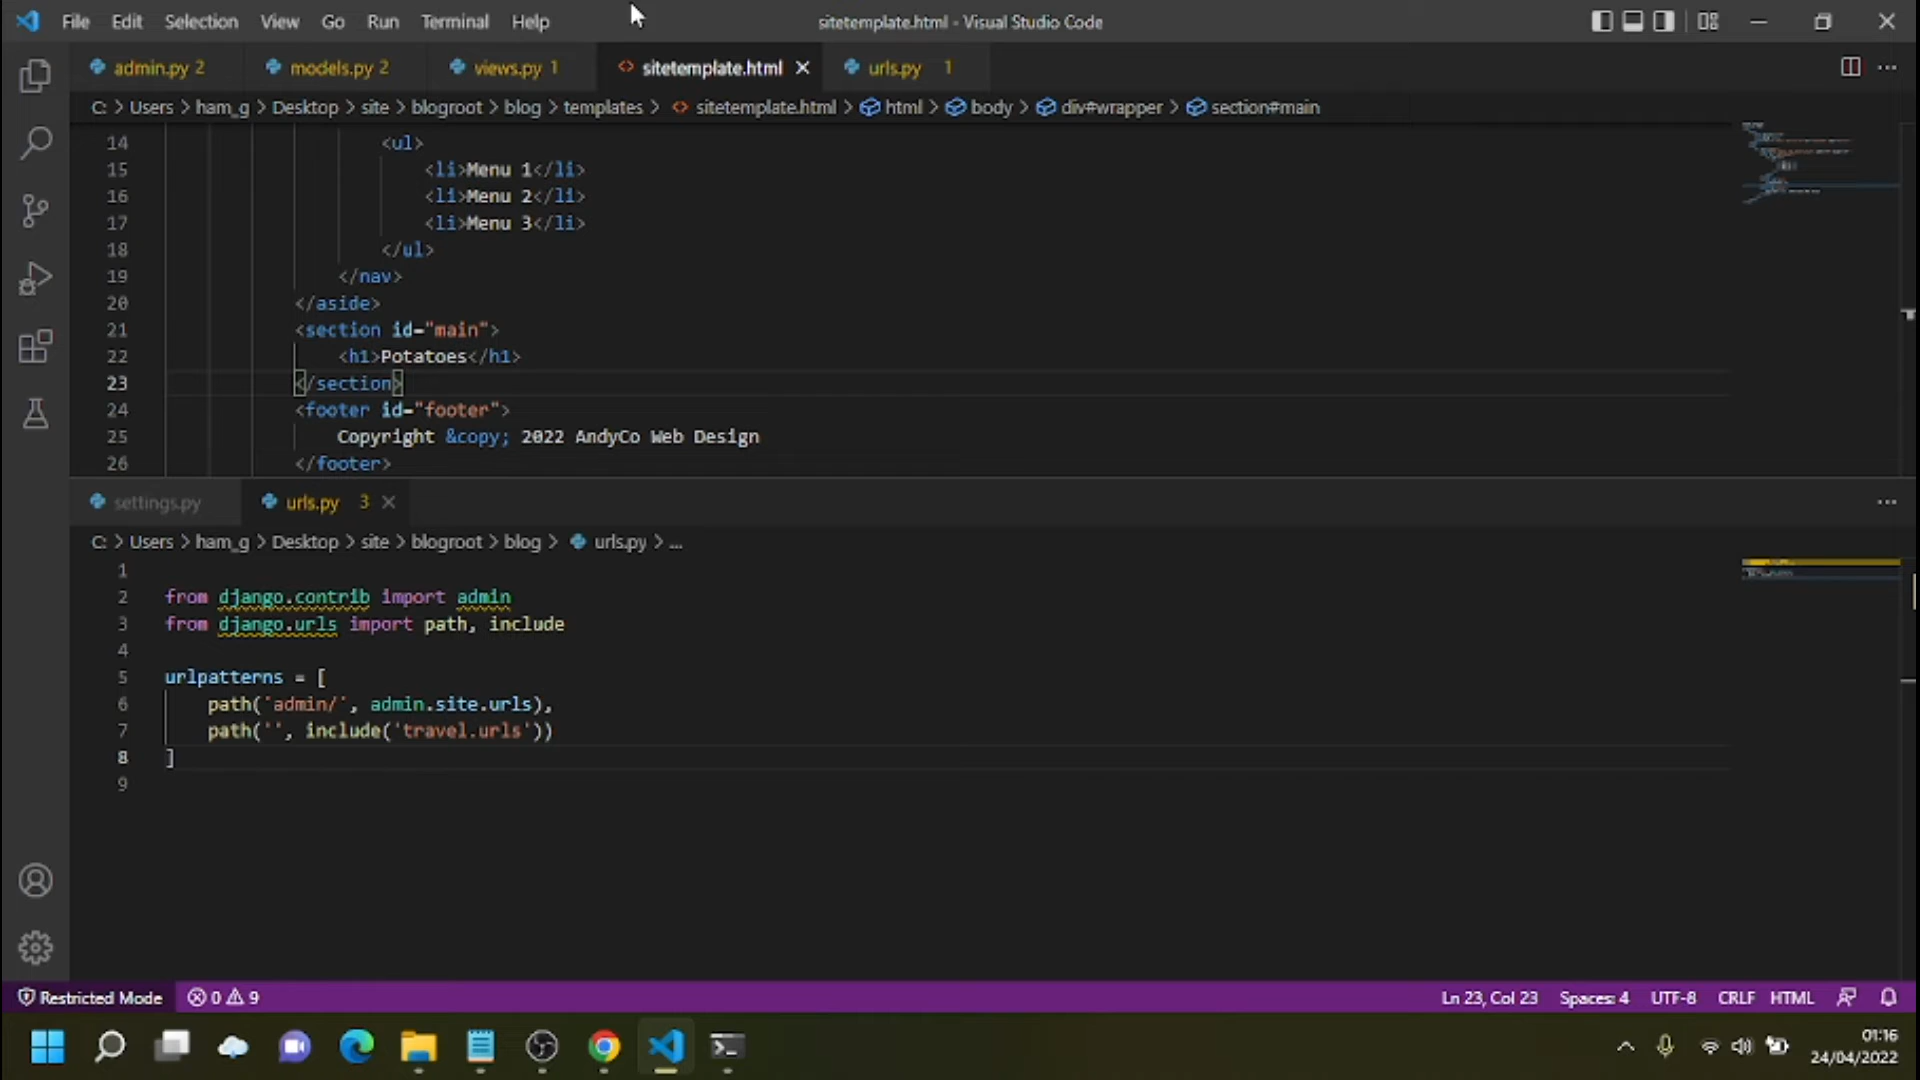 File Edit Selection View Go Run Terminal Help sitetemplate.html - Visual Studio Code
admin.py 2 models.py 2 views.py 1 sitetemplate.html urls.py 1
C: > Users > ham_g > Desktop > site > blogroot > blog > templates > sitetemplate.html > html > body > div#wrapper > section#main
14 <ul>
15 <li>Menu 1</li>
16 <li>Menu 2</li>
17 <li>Menu 3</li>
18 </ul>
19 </nav>
20 </aside>
21 <section id="main">
22 <h1>Potatoes</h1>
23 </section>
24 <footer id="footer">
25 Copyright &copy; 2022 AndyCo Web Design
26 </footer>
settings.py urls.py 3
C: > Users > ham_g > Desktop > site > blogroot > blog > urls.py > ...
1
2 from django.contrib import admin
3 from django.urls import path, include
4
5 urlpatterns = [
6 path('admin/', admin.site.urls),
7 path('', include('travel.urls'))
8 ]
9
Restricted Mode 0 9 Ln 23, Col 23 Spaces: 4 UTF-8 CRLF HTML
01:16
24/04/2022